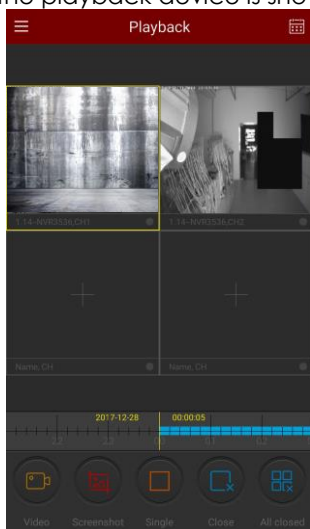 Playback
1.14--NVR3536,CH1
1.14--NVR3536,CH2
Name, CH
Name, CH
2017-12-28 00:00:05
Video Screenshot Single Close All closed